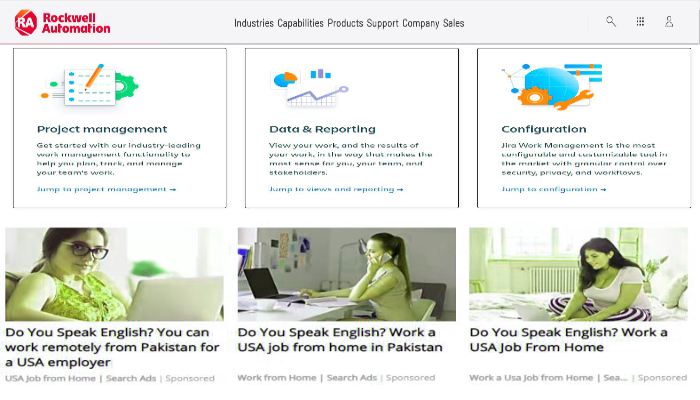 RA Rockwell
Automation
Industries Capabilities Products Support Company Sales
Project management
Get started with our industry-leading
work management functionality to
help you plan, track, and manage
your team's work.
Jump to project management →
Data & Reporting
View your work, and the results of
your work, in the way that makes the
most sense for you, your team, and
stakeholders.
Jump to views and reporting →
Configuration
Jira Work Management is the most
configurable and customizable tool in
the market with granular control over
security, privacy, and workflows.
Jump to configuration →
Do You Speak English? You can
work remotely from Pakistan for
a USA employer
USA Job from Home | Search Ads | Sponsored
Do You Speak English? Work a
USA job from home in Pakistan
Work from Home | Search Ads | Sponsored
Do You Speak English? Work a
USA Job From Home
Work a Usa Job from Home | Sea... | Sponsored